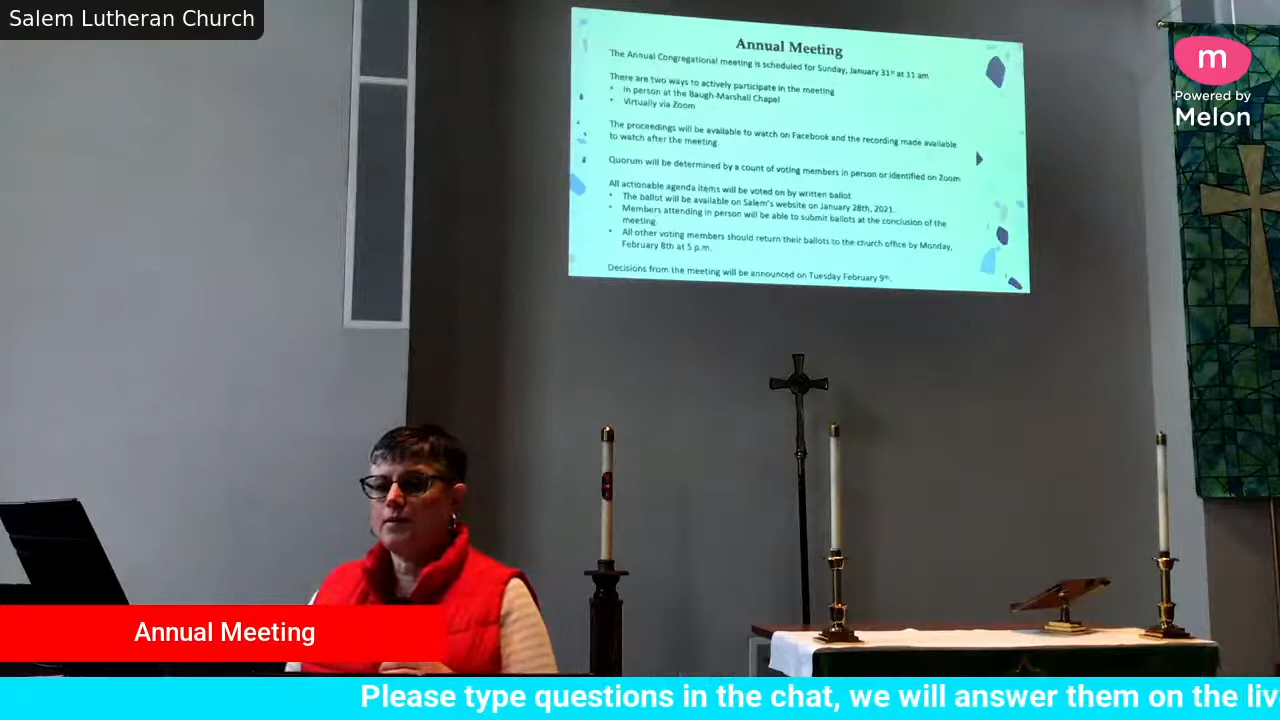 Salem Lutheran Church
Annual Meeting
The Annual Congregational meeting is scheduled for Sunday, January 31st at 11 am
There are two ways to actively participate in the meeting
• In person at the Baugh-Marshall Chapel
• Virtually via Zoom
The proceedings will be available to watch on Facebook and the recording made available
to watch after the meeting.
Quorum will be determined by a count of voting members in person or identified on Zoom
All actionable agenda items will be voted on by written ballot
• The ballot will be available on Salem's website on January 28th, 2021.
• Members attending in person will be able to submit ballots at the conclusion of the
meeting.
• All other voting members should return their ballots to the church office by Monday,
February 8th at 5 p.m.
Decisions from the meeting will be announced on Tuesday February 9th.
m
Powered by
Melon
Annual Meeting
Please type questions in the chat, we will answer them on the liv